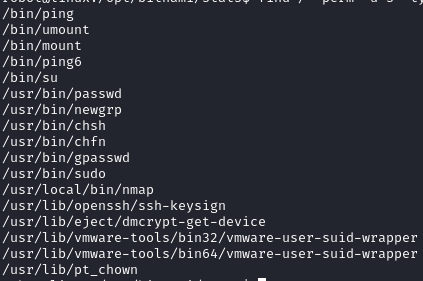 /bin/ping
/bin/umount
/bin/mount
/bin/ping6
/bin/su
/usr/bin/passwd
/usr/bin/newgrp
/usr/bin/chsh
/usr/bin/chfn
/usr/bin/gpasswd
/usr/bin/sudo
/usr/local/bin/nmap
/usr/lib/openssh/ssh-keysign
/usr/lib/eject/dmcrypt-get-device
/usr/lib/vmware-tools/bin32/vmware-user-suid-wrapper
/usr/lib/vmware-tools/bin64/vmware-user-suid-wrapper
/usr/lib/pt_chown